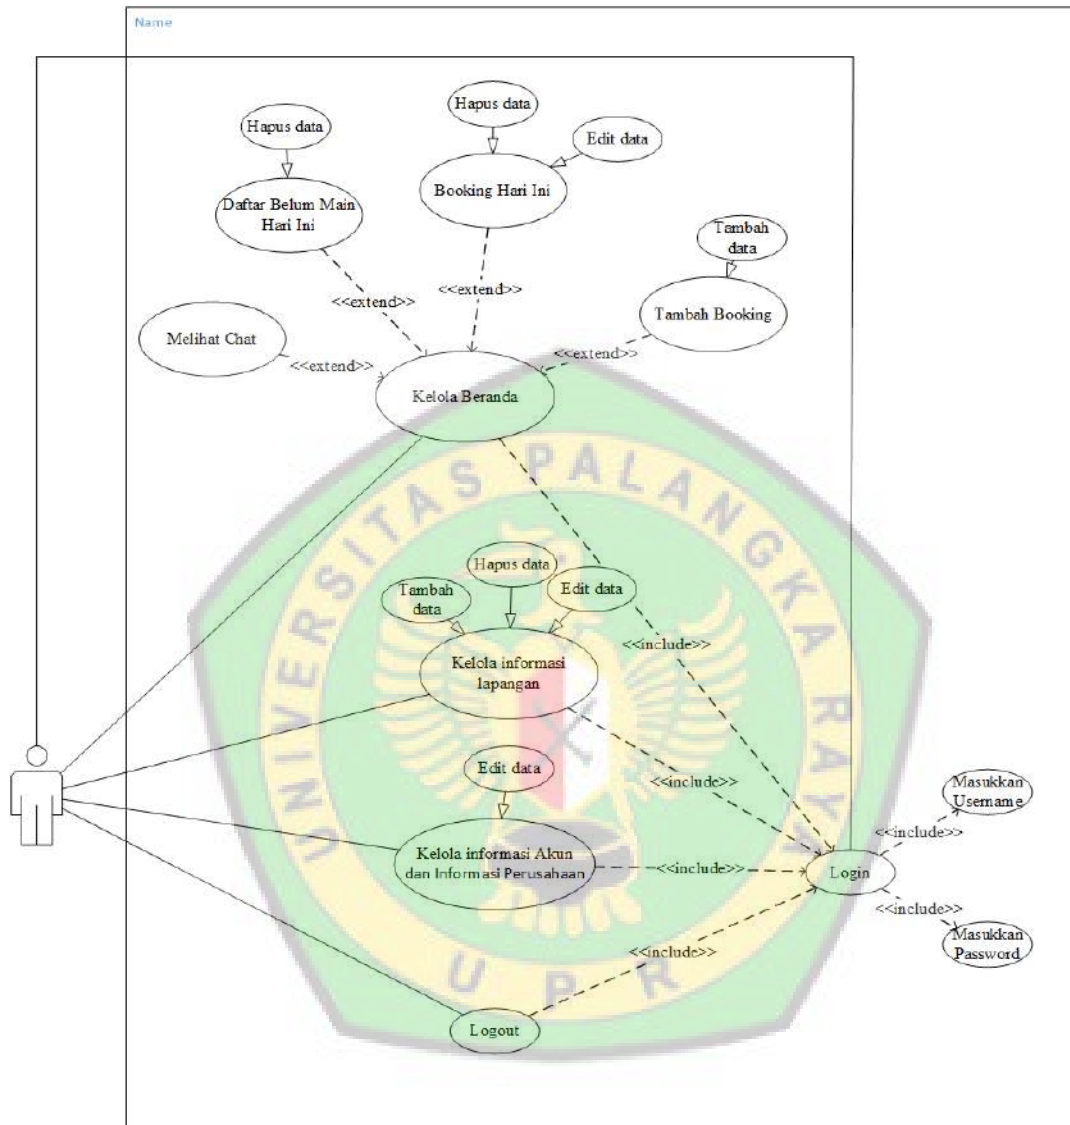 Name
Hapus data
Hapus data
Edit data
Daftar Belum Main
Hari Ini
Booking Hari Ini
Tambah
data
Tambah Booking
Melihat Chat
<<extend>>
<<extend>>
<<extend>>
<<extend>>
Kelola Beranda
UNIVERSITAS PALANGKA RAYA
Hapus data
Tambah
data
Edit data
Kelola informasi
lapangan
<<include>>
<<include>>
Edit data
Kelola informasi Akun
dan Informasi Perusahaan
<<include>>
Login
<<include>>
Masukkan
Username
<<include>>
Masukkan
Password
<<include>>
UPR
Logout